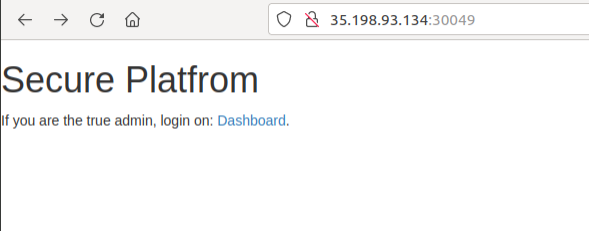 35.198.93.134:30049
Secure Platfrom
If you are the true admin, login on: Dashboard.